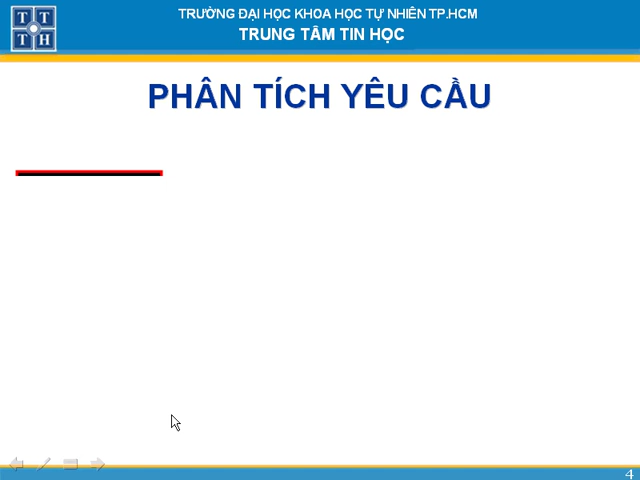 TRƯỜNG ĐẠI HỌC KHOA HỌC TỰ NHIÊN TP.HCM
TRUNG TÂM TIN HỌC
T T
T H
PHÂN TÍCH YÊU CẦU
4